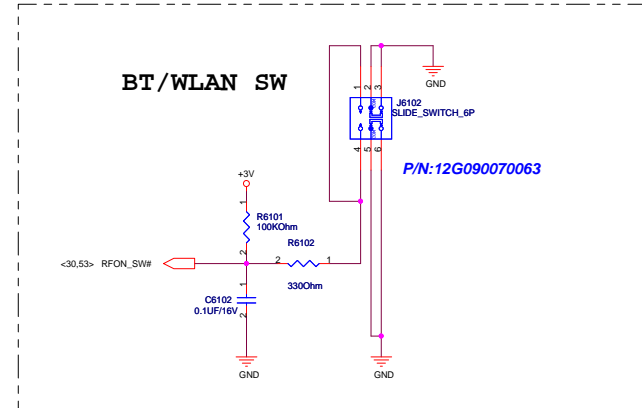 BT/WLAN SW
GND
1
2
3
J6102
SLIDE_SWITCH_6P
4
5
6
P/N:12G090070063
+3V
1
R6101
100KOhm
2
R6102
<30,53> RFON_SW#
2
1
330Ohm
1
C6102
0.1UF/16V
2
GND
GND